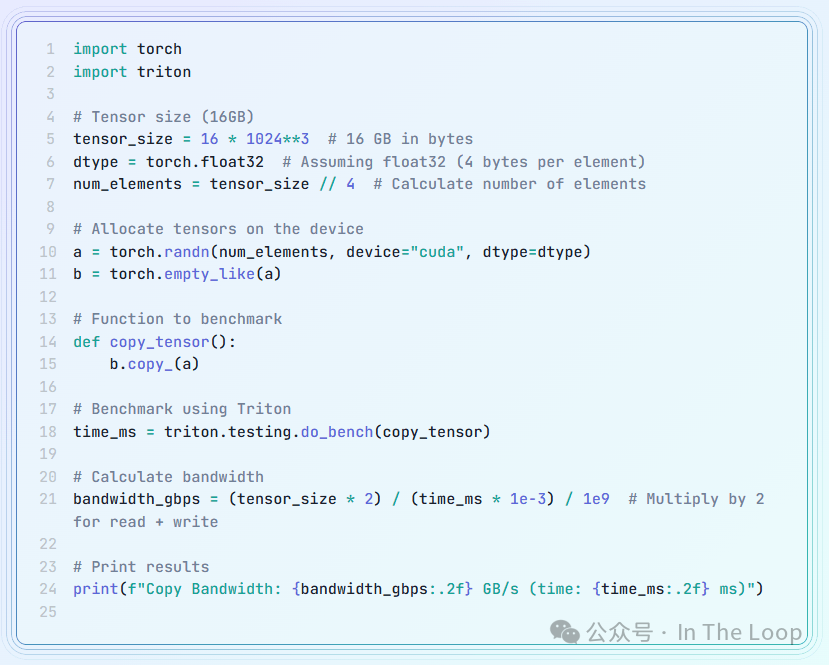 1 import torch
2 import triton
3
4 # Tensor size (16GB)
5 tensor_size = 16 * 1024**3  # 16 GB in bytes
6 dtype = torch.float32  # Assuming float32 (4 bytes per element)
7 num_elements = tensor_size // 4  # Calculate number of elements
8
9 # Allocate tensors on the device
10 a = torch.randn(num_elements, device="cuda", dtype=dtype)
11 b = torch.empty_like(a)
12
13 # Function to benchmark
14 def copy_tensor():
15     b.copy_(a)
16
17 # Benchmark using Triton
18 time_ms = triton.testing.do_bench(copy_tensor)
19
20 # Calculate bandwidth
21 bandwidth_gbps = (tensor_size * 2) / (time_ms * 1e-3) / 1e9  # Multiply by 2
for read + write
22
23 # Print results
24 print(f"Copy Bandwidth: {bandwidth_gbps:.2f} GB/s (time: {time_ms:.2f} ms)")
25
公众号 · In The Loop